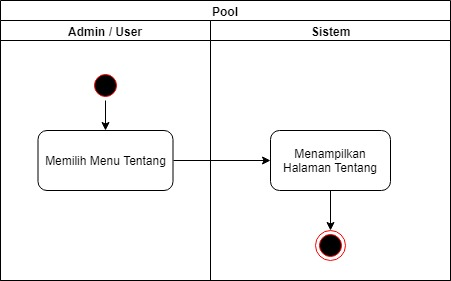 Pool
Admin / User
Sistem
Memilih Menu Tentang
Menampilkan
Halaman Tentang